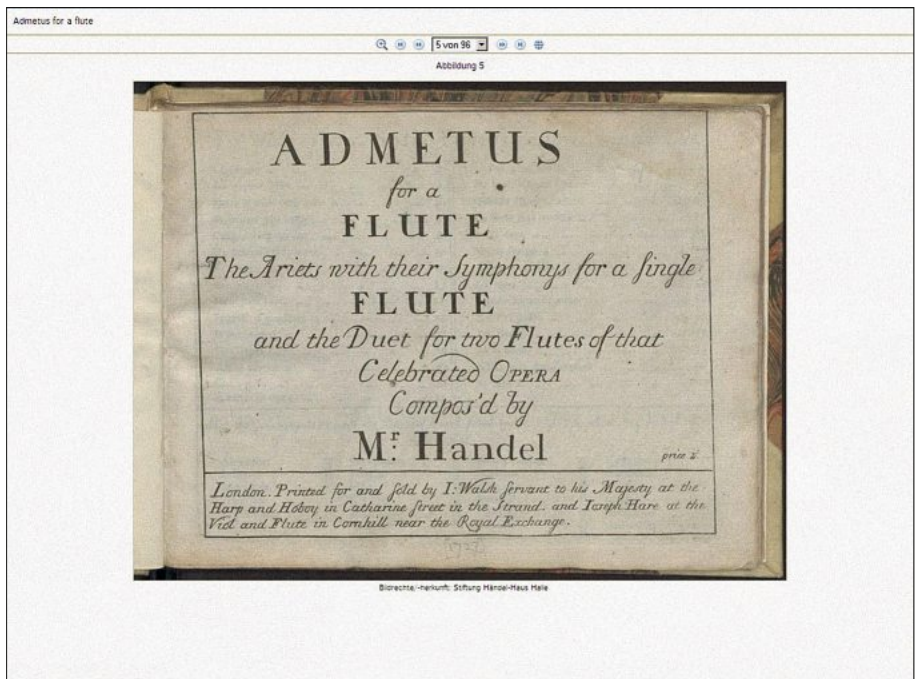 Admetus for a flute
5 von 96
Abbildung 5
ADMETUS
for a
FLUTE
The Ariets with their Symphonys for a single
FLUTE
and the Duet for two Flutes of that
Celebrated OPERA
Compos'd by
Mr. Handel
price
London. Printed for and sold by I: Walsh servant to his Majesty at the
Harp and Hoboy in Catharine street in the Strand. and Ioseph Hare at the
Viol and Flute in Cornhill near the Royal Exchange.
Bildrechte/-herkunft: Stiftung Händel-Haus Halle